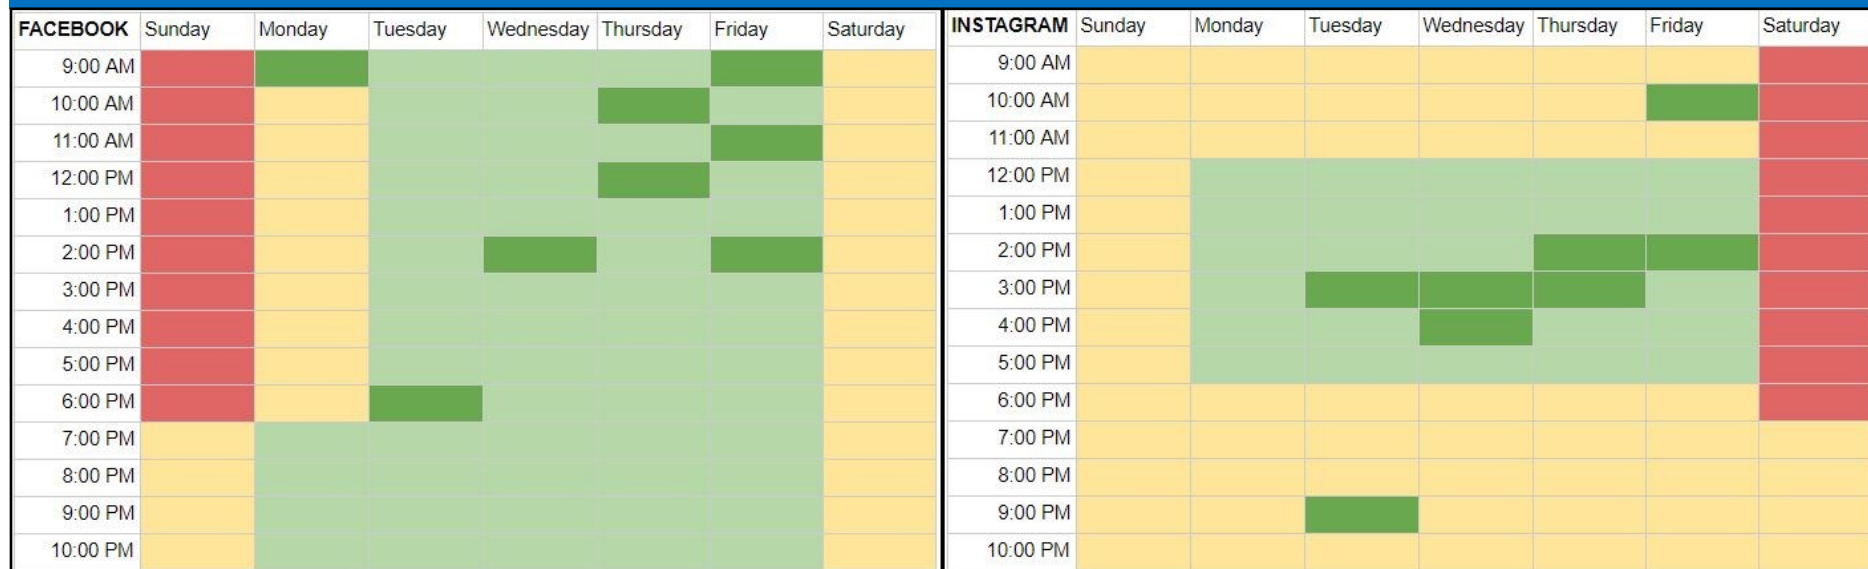 FACEBOOK Sunday Monday Tuesday Wednesday Thursday Friday Saturday
9:00 AM
10:00 AM
11:00 AM
12:00 PM
1:00 PM
2:00 PM
3:00 PM
4:00 PM
5:00 PM
6:00 PM
7:00 PM
8:00 PM
9:00 PM
10:00 PM
INSTAGRAM Sunday Monday Tuesday Wednesday Thursday Friday Saturday
9:00 AM
10:00 AM
11:00 AM
12:00 PM
1:00 PM
2:00 PM
3:00 PM
4:00 PM
5:00 PM
6:00 PM
7:00 PM
8:00 PM
9:00 PM
10:00 PM